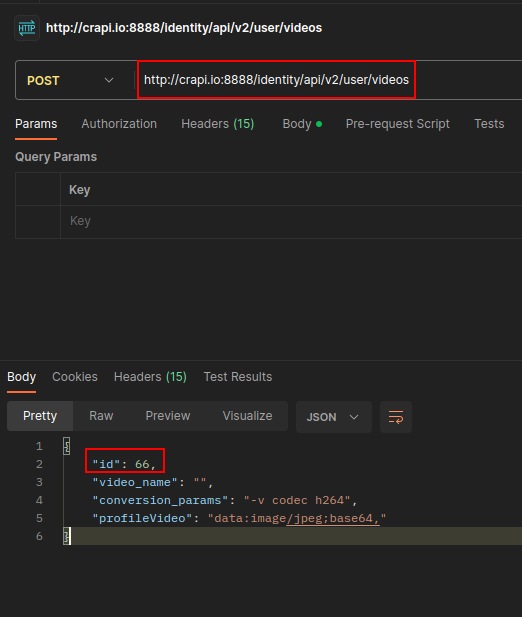 HTTP http://crapi.io:8888/identity/api/v2/user/videos
POST http://crapi.io:8888/identity/api/v2/user/videos
Params Authorization Headers (15) Body Pre-request Script Tests
Query Params
Key
Key
Body Cookies Headers (15) Test Results
Pretty Raw Preview Visualize JSON
1 {
2 "id": 66,
3 "video_name": "",
4 "conversion_params": "-v codec h264",
5 "profileVideo": "data:image/jpeg;base64,"
6 }